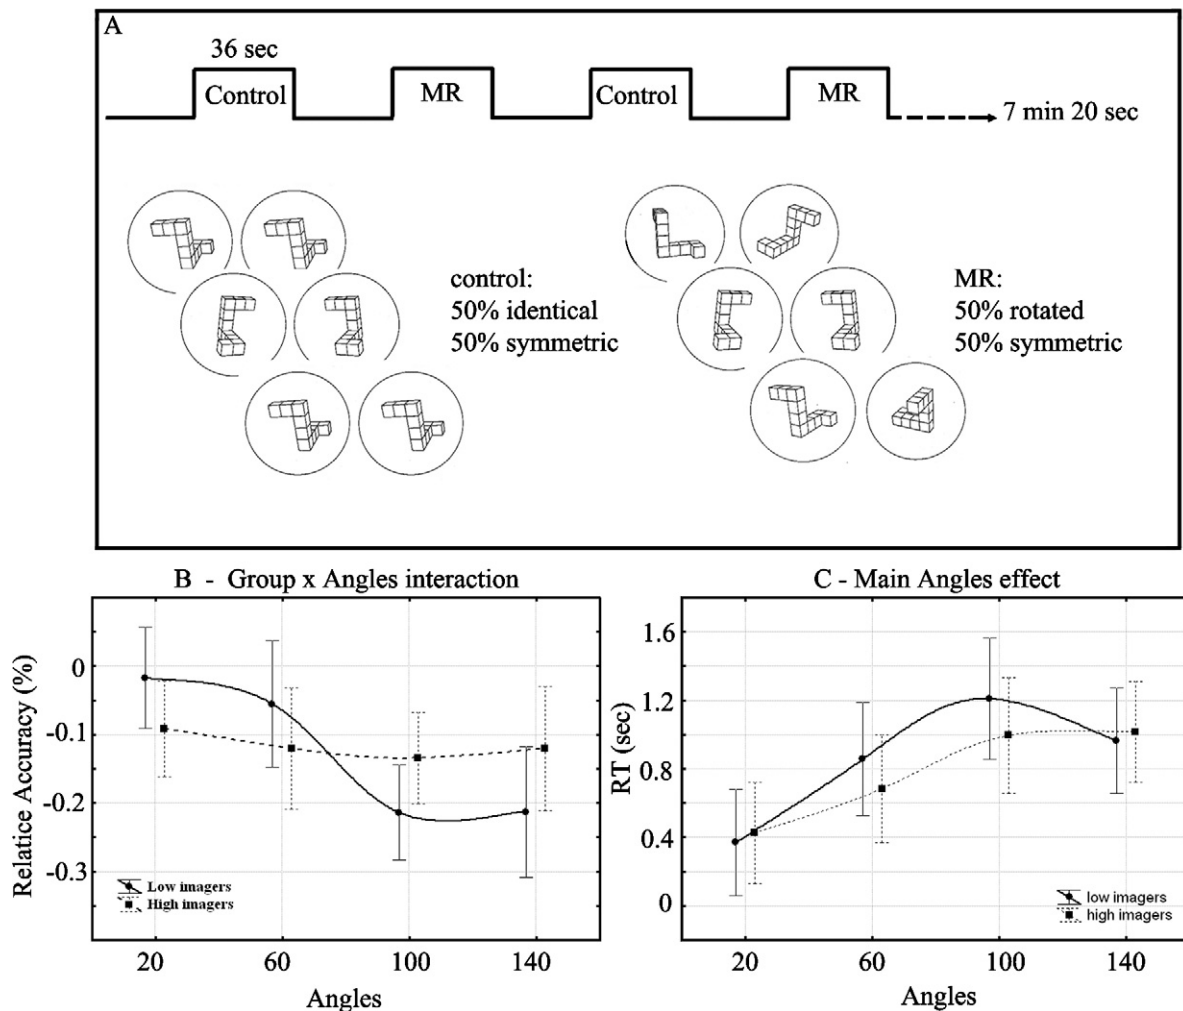 A
36 sec
Control
MR
Control
MR
7 min 20 sec
control:
50% identical
50% symmetric
MR:
50% rotated
50% symmetric
B - Group x Angles interaction
Relatice Accuracy (%)
0
-0.1
-0.2
-0.3
Low imagers
High imagers
20
60
100
140
Angles
C - Main Angles effect
RT (sec)
1.6
1.2
0.8
0.4
0
low imagers
high imagers
20
60
100
140
Angles